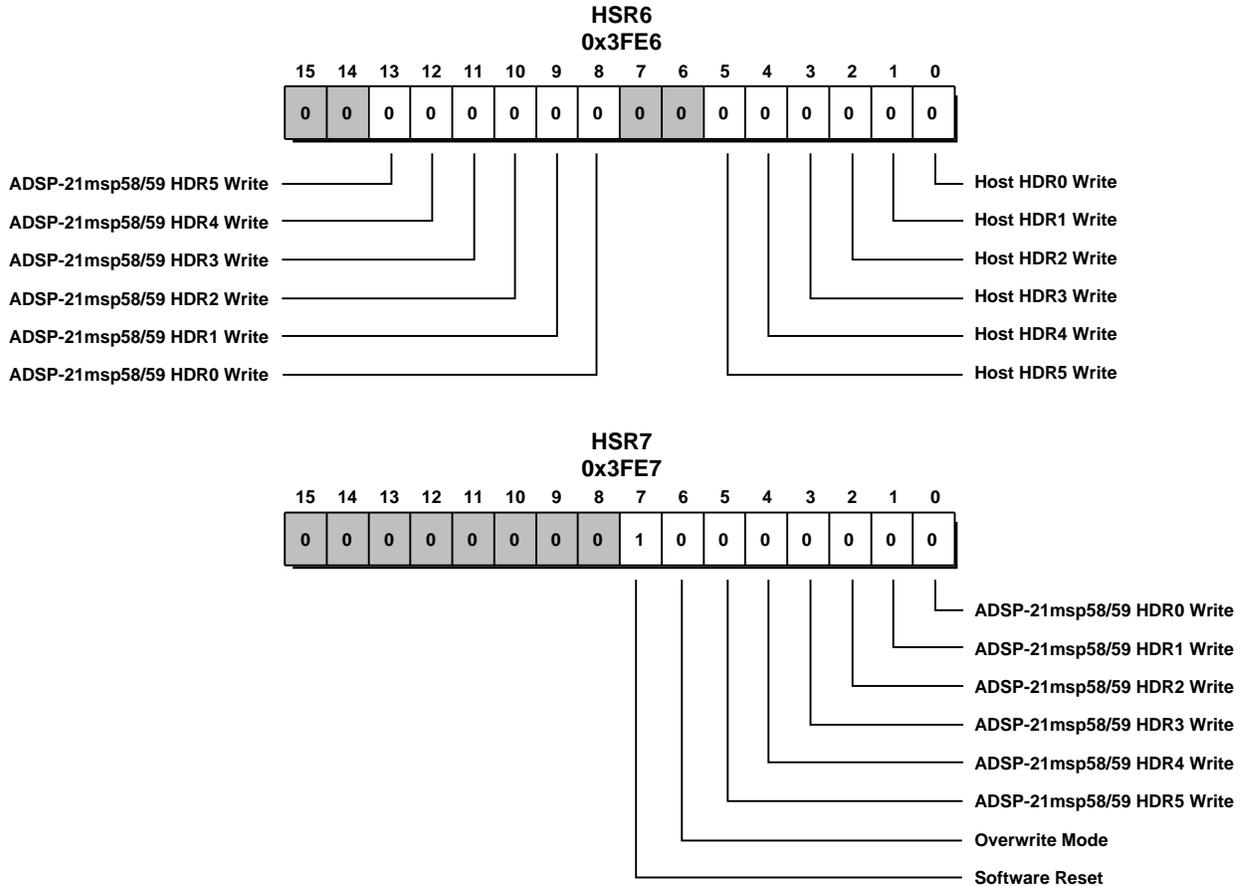 HSR6
0x3FE6
15 14 13 12 11 10 9 8 7 6 5 4 3 2 1 0
0 0 0 0 0 0 0 0 0 0 0 0 0 0 0 0
ADSP-21msp58/59 HDR5 Write
ADSP-21msp58/59 HDR4 Write
ADSP-21msp58/59 HDR3 Write
ADSP-21msp58/59 HDR2 Write
ADSP-21msp58/59 HDR1 Write
ADSP-21msp58/59 HDR0 Write
Host HDR0 Write
Host HDR1 Write
Host HDR2 Write
Host HDR3 Write
Host HDR4 Write
Host HDR5 Write
HSR7
0x3FE7
15 14 13 12 11 10 9 8 7 6 5 4 3 2 1 0
0 0 0 0 0 0 0 0 1 0 0 0 0 0 0 0
ADSP-21msp58/59 HDR0 Write
ADSP-21msp58/59 HDR1 Write
ADSP-21msp58/59 HDR2 Write
ADSP-21msp58/59 HDR3 Write
ADSP-21msp58/59 HDR4 Write
ADSP-21msp58/59 HDR5 Write
Overwrite Mode
Software Reset